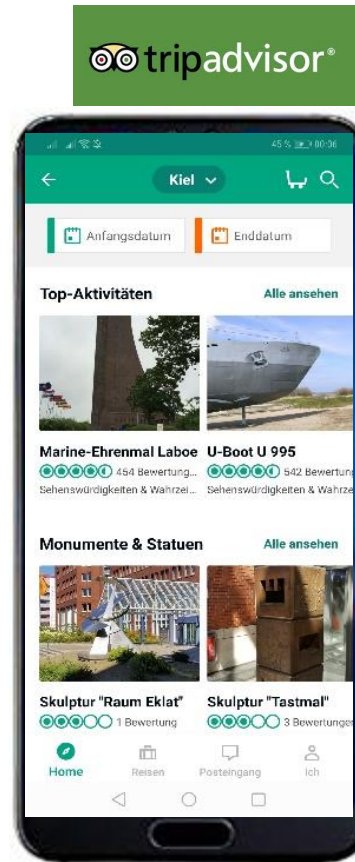 tripadvisor®
45 % 00:06
Kiel
Anfangsdatum Enddatum
Top-Aktivitäten Alle ansehen
Marine-Ehrenmal Laboe U-Boot U 995
454 Bewertung... 542 Bewertung
Sehenswürdigkeiten & Wahrzei... Sehenswürdigkeiten & Wahrze
Monumente & Statuen Alle ansehen
Skulptur "Raum Eklat" Skulptur "Tastmal"
1 Bewertung 3 Bewertungen
Home Reisen Posteingang Ich